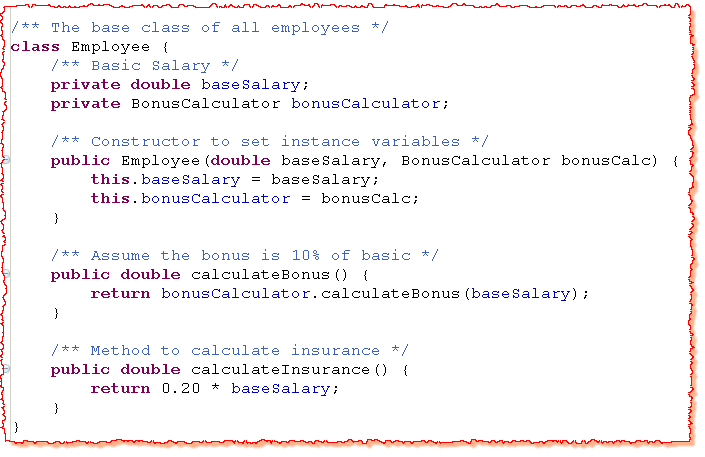 /** The base class of all employees */
class Employee {
/** Basic Salary */
private double baseSalary;
private BonusCalculator bonusCalculator;
/** Constructor to set instance variables */
public Employee(double baseSalary, BonusCalculator bonusCalc) {
this.baseSalary = baseSalary;
this.bonusCalculator = bonusCalc;
}
/** Assume the bonus is 10% of basic */
public double calculateBonus() {
return bonusCalculator.calculateBonus(baseSalary);
}
/** Method to calculate insurance */
public double calculateInsurance() {
return 0.20 * baseSalary;
}
}